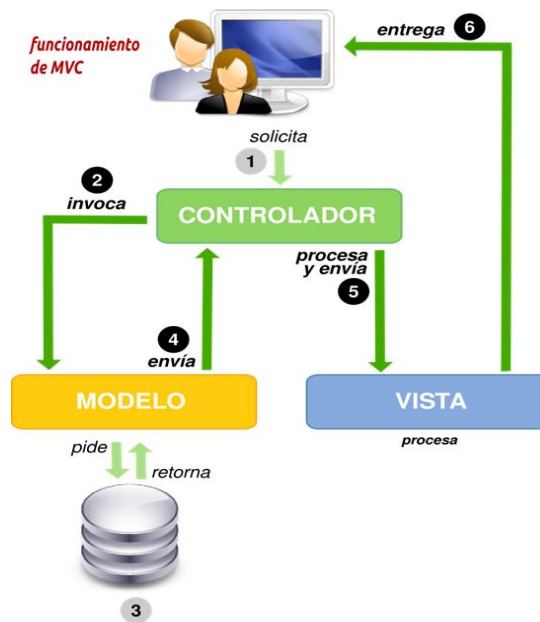 funcionamiento
de MVC
entrega 6
solicita
1
2
invoca
CONTROLADOR
procesa
y envía
5
4
envía
MODELO
VISTA
procesa
pide
retorna
3